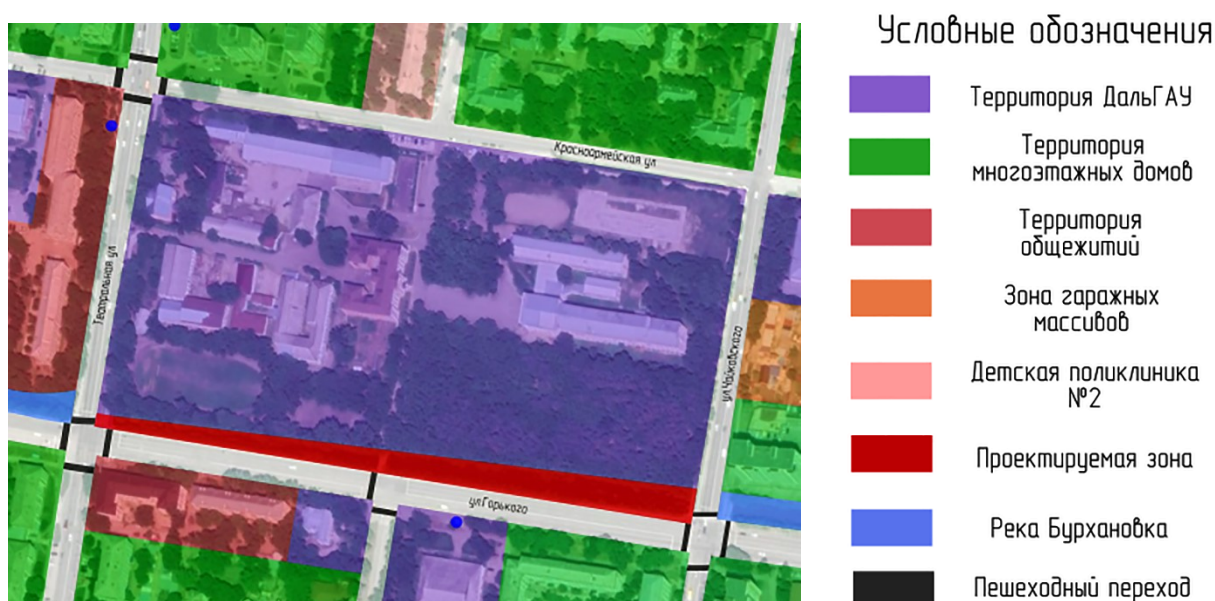 Условные обозначения
Территория ДальГАУ
Территория
многоэтажных домов
Территория
общежитий
Зона гаражных
массивов
Детская поликлиника
№2
Проектируемая зона
Река Бурхановка
Пешеходный переход
Красноармейская ул
Театральная ул
ул.Чайковского
ул.Горького